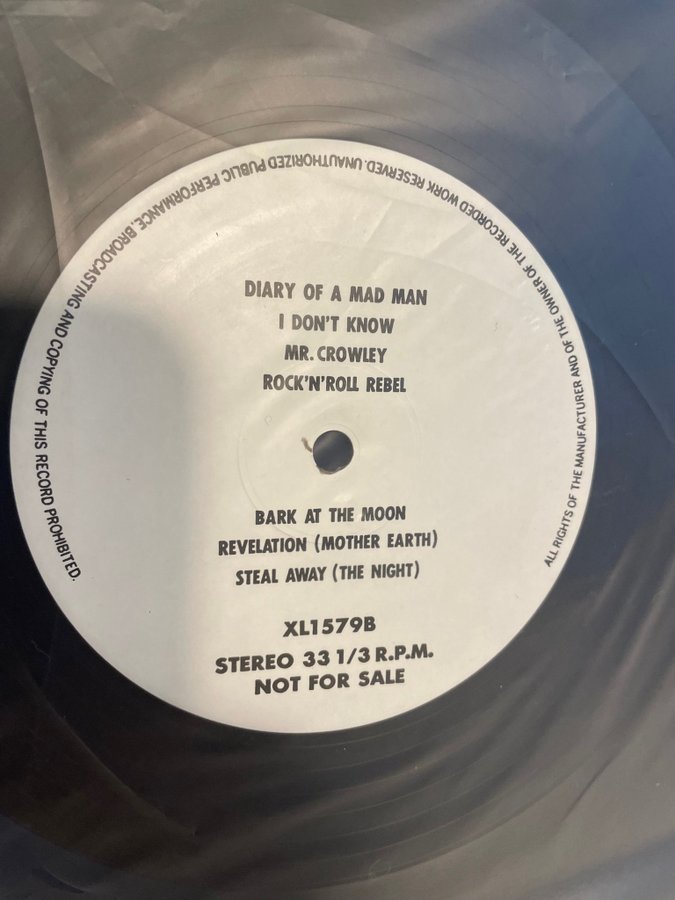 ALL RIGHTS OF THE MANUFACTURER AND OF THE OWNER OF THE RECORDED WORK RESERVED. UNAUTHORIZED PUBLIC PERFORMANCE, BROADCASTING AND COPYING OF THIS RECORD PROHIBITED.
DIARY OF A MAD MAN
I DON'T KNOW
MR. CROWLEY
ROCK'N'ROLL REBEL
BARK AT THE MOON
REVELATION (MOTHER EARTH)
STEAL AWAY (THE NIGHT)
XL1579B
STEREO 33 1/3 R.P.M.
NOT FOR SALE